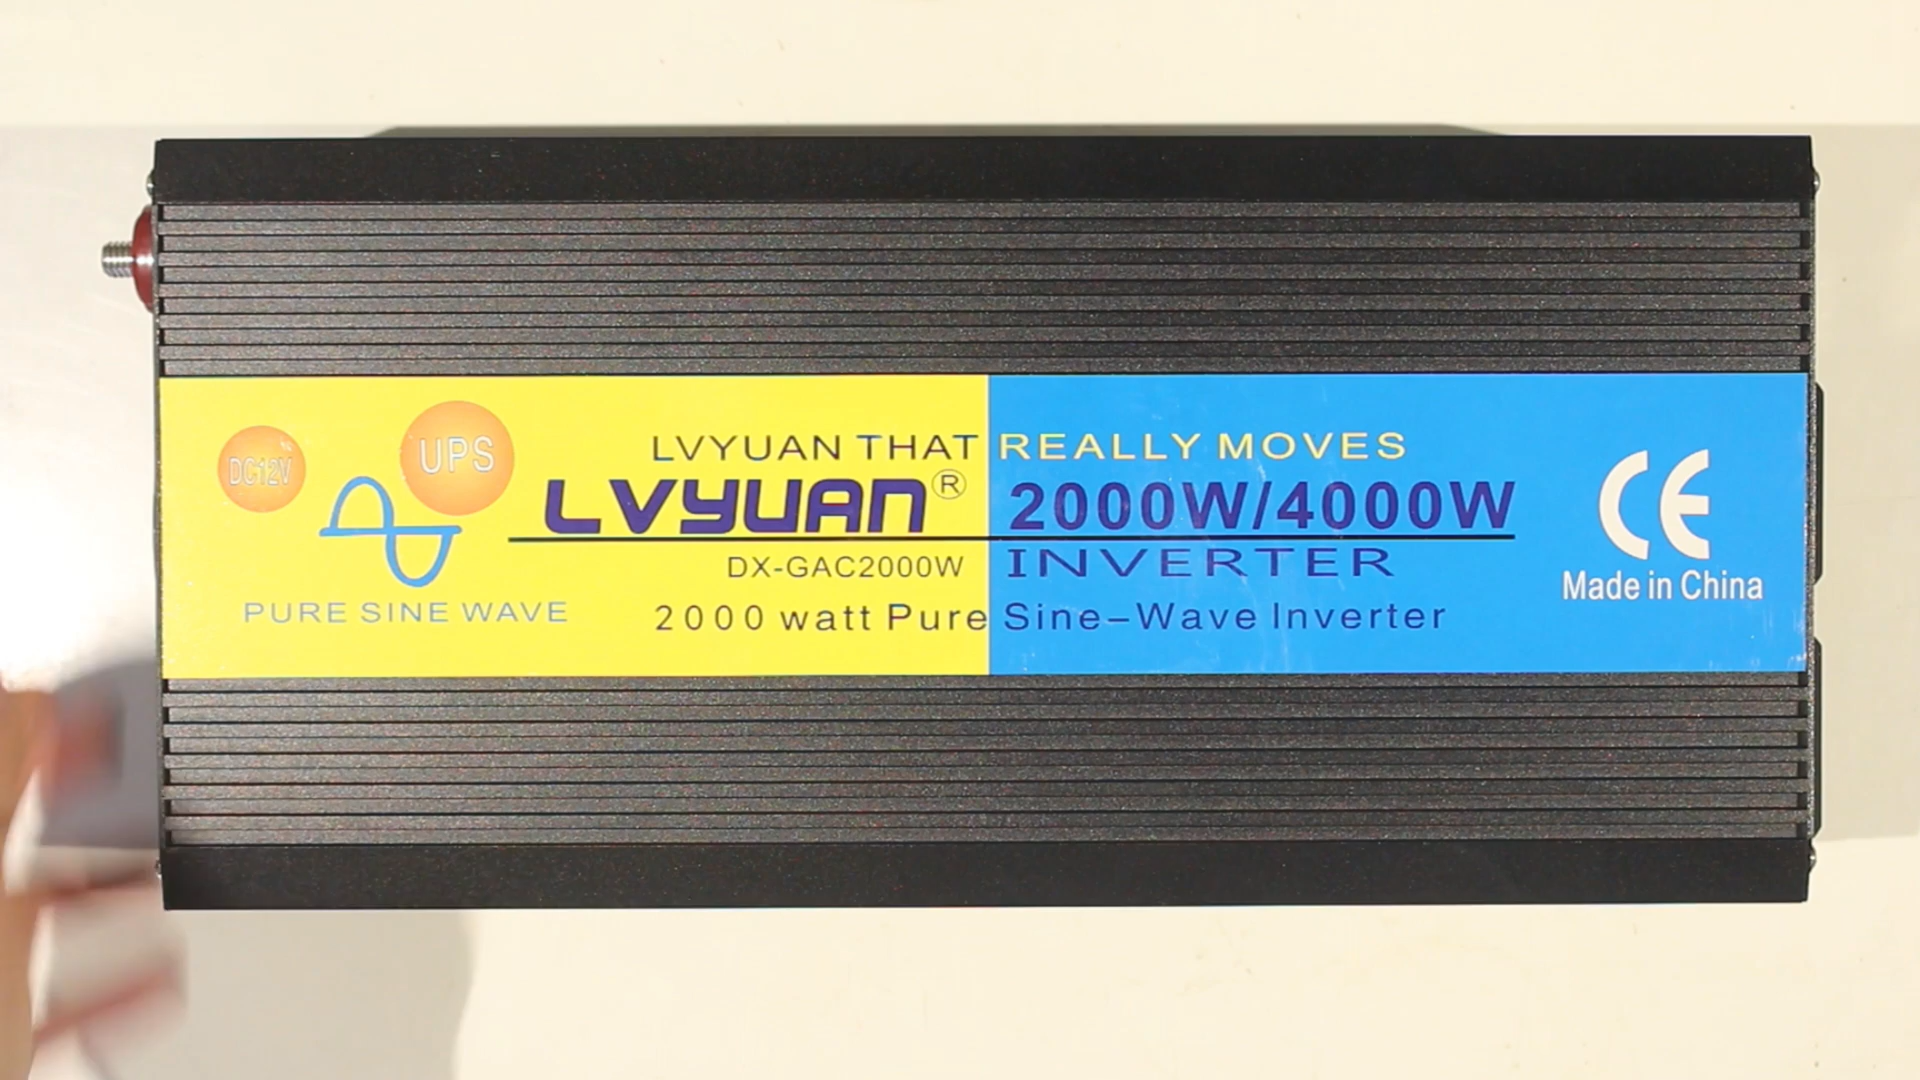 DC12V
UPS
PURE SINE WAVE
LVYUAN THAT REALLY MOVES
LVYUAN® 2000W/4000W
DX-GAC2000W INVERTER
2000 watt Pure Sine-Wave Inverter
CE
Made in China